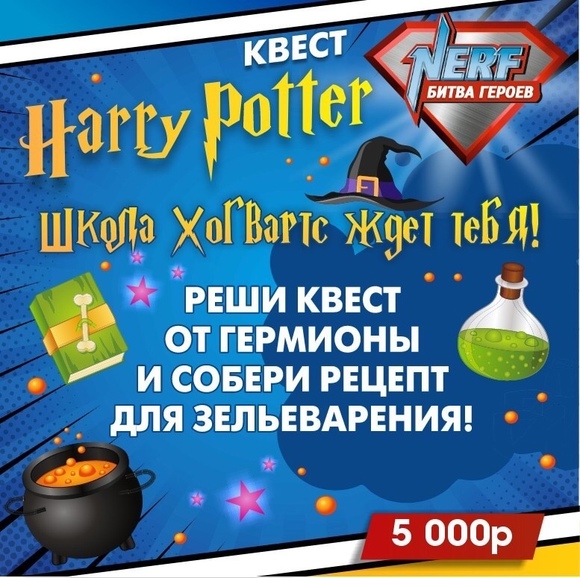 КВЕСТ
Harry Potter
NERF
БИТВА ГЕРОЕВ
Школа Хогвартс ждет тебя!
РЕШИ КВЕСТ
ОТ ГЕРМИОНЫ
И СОБЕРИ РЕЦЕПТ
ДЛЯ ЗЕЛЬЕВАРЕНИЯ!
5 000р